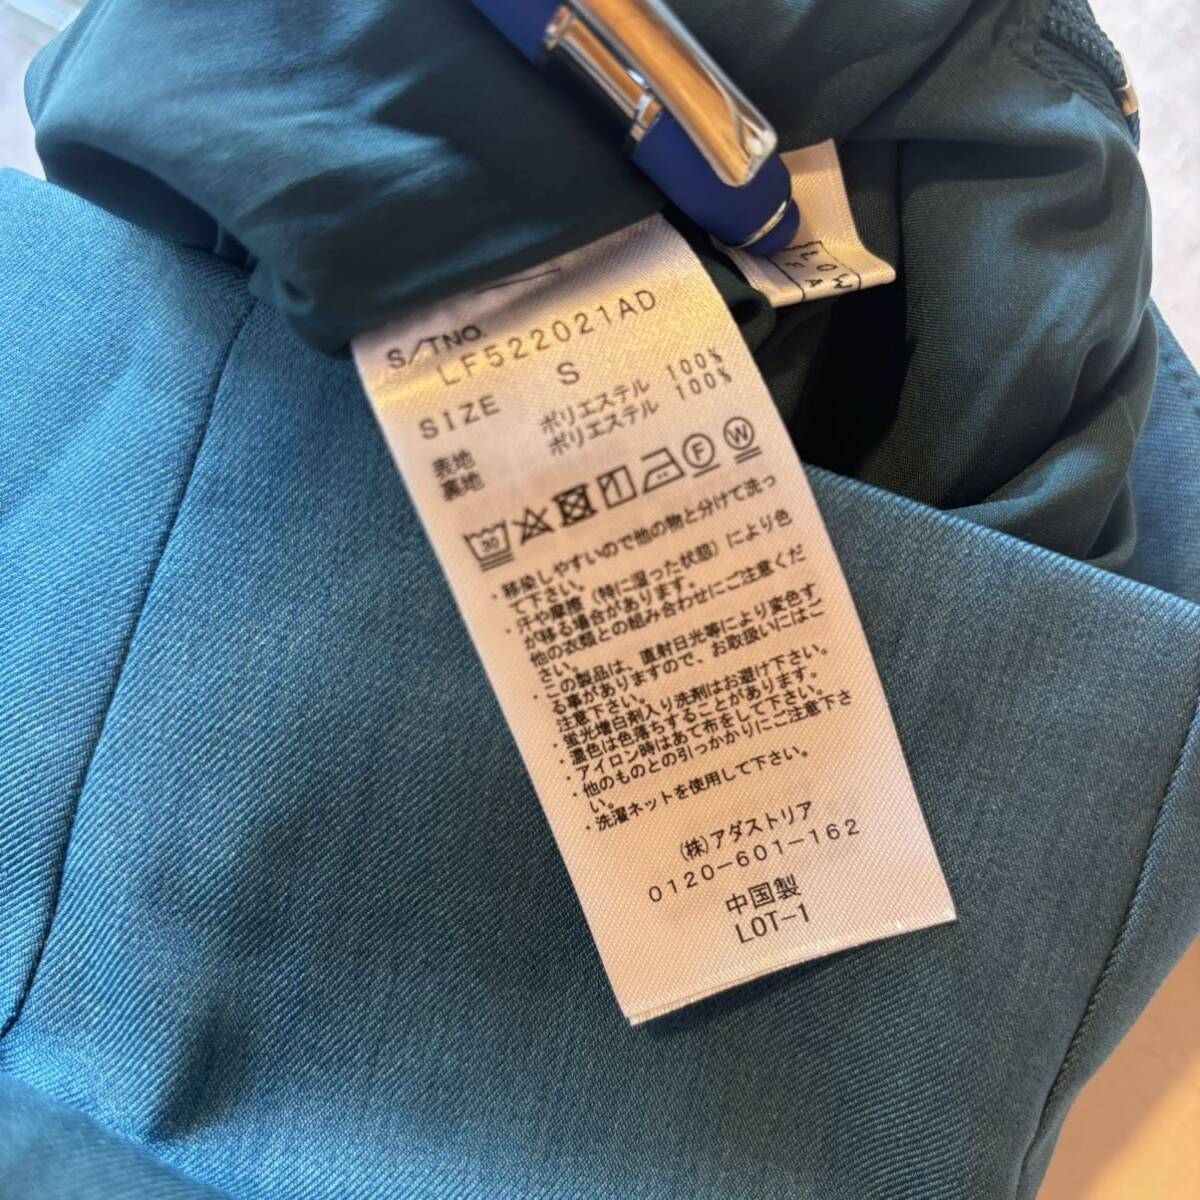 LOW
F A
S/TNO.
LF522021AD
SIZE S
表地 ポリエステル 100%
裏地 ポリエステル 100%
30 F W
・移染しやすいので他の物と分けて洗っ
て下さい。
・汗や摩擦(特に湿った状態)により色
が移る場合があります。
他の衣類との組み合わせにご注意くだ
さい。
・この製品は、直射日光等により変色す
る事がありますので、お取扱いにはご
注意下さい。
・蛍光増白剤入り洗剤はお避け下さい。
・濃色は色落ちすることがあります。
・アイロン時はあて布をして下さい。
・他のものとの引っかかりにご注意下さ
い。
・洗濯ネットを使用して下さい。
(株)アダストリア
0120-601-162
中国製
LOT-1